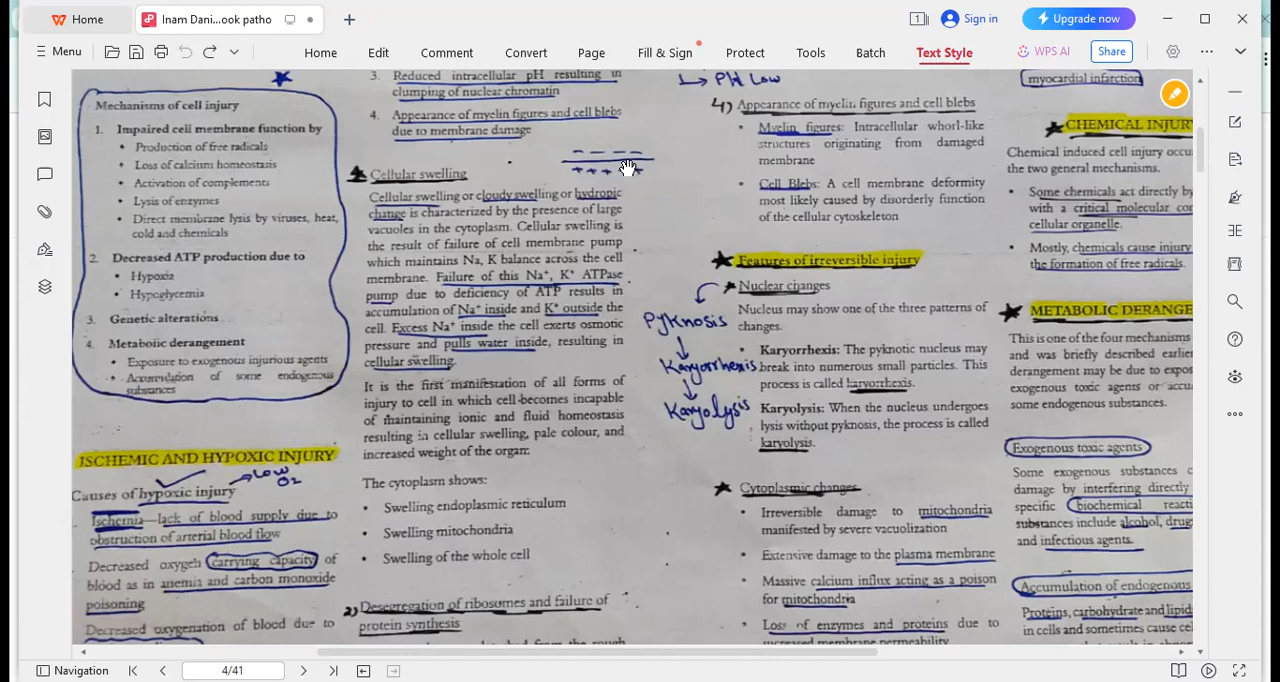 Home
Inam Dani...ook patho
Sign in
Upgrade now
Menu
Home
Edit
Comment
Convert
Page
Fill & Sign
Protect
Tools
Batch
Text Style
WPS AI
Share
Mechanisms of cell injury
1. Impaired cell membrane function by
• Production of free radicals
• Loss of calcium homeostasis
• Activation of complements
• Lysis of enzymes
• Direct membrane lysis by viruses, heat,
cold and chemicals
2. Decreased ATP production due to
• Hypoxia
• Hypoglycemia
3. Genetic alterations
4. Metabolic derangement
• Exposure to exogenous injurious agents
• Accumulation of some endogenous
substances
ISCHEMIC AND HYPOXIC INJURY
Low
O2
Causes of hypoxic injury
Ischemia—lack of blood supply due to
obstruction of arterial blood flow
Decreased oxygen carrying capacity of
blood as in anemia and carbon monoxide
poisoning
Decreased oxygenation of blood due to
3. Reduced intracellular pH resulting in
clumping of nuclear chromatin
4. Appearance of myelin figures and cell blebs
due to membrane damage
- - - -
+ + + +
Cellular swelling
Cellular swelling or cloudy swelling or hydropic
change is characterized by the presence of large
vacuoles in the cytoplasm. Cellular swelling is
the result of failure of cell membrane pump
which maintains Na, K balance across the cell
membrane. Failure of this Na+, K+ ATPase
pump due to deficiency of ATP results in
accumulation of Na+ inside and K+ outside the
cell. Excess Na+ inside the cell exerts osmotic
pressure and pulls water inside, resulting in
cellular swelling.
It is the first manifestation of all forms of
injury to cell in which cell becomes incapable
of maintaining ionic and fluid homeostasis
resulting in cellular swelling, pale colour, and
increased weight of the organ:
The cytoplasm shows:
• Swelling endoplasmic reticulum
• Swelling mitochondria
• Swelling of the whole cell
2) Desegregation of ribosomes and failure of
protein synthesis
PH Low
4) Appearance of myelin figures and cell blebs
• Myelin figures: Intracellular whorl-like
structures originating from damaged
membrane
• Cell Blebs: A cell membrane deformity
most likely caused by disorderly function
of the cellular cytoskeleton
Features of irreversible injury
Nuclear changes
Nucleus may show one of the three patterns of
changes.
Pyknosis
Karyorrhexis
Karyolysis
• Karyorrhexis: The pyknotic nucleus may
break into numerous small particles. This
process is called karyorrhexis.
• Karyolysis: When the nucleus undergoes
lysis without pyknosis, the process is called
karyolysis.
Cytoplasmic changes
• Irreversible damage to mitochondria
manifested by severe vacuolization
• Extensive damage to the plasma membrane
• Massive calcium influx acting as a poison
for mitochondria
• Loss of enzymes and proteins due to
increased membrane permeability
myocardial infarction
CHEMICAL INJURY
Chemical induced cell injury occu
the two general mechanisms.
• Some chemicals act directly by
with a critical molecular con
cellular organelle.
• Mostly, chemicals cause injury
the formation of free radicals.
METABOLIC DERANGE
This is one of the four mechanisms
and was briefly described earlier
derangement may be due to expos
exogenous toxic agents or accu
some endogenous substances.
Exogenous toxic agents
Some exogenous substances c
damage by interfering directly
specific biochemical reacti
substances include alcohol, drug
and infectious agents.
Accumulation of endogenous
Proteins, carbohydrate and lipid
in cells and sometimes cause ce
Navigation
4/41